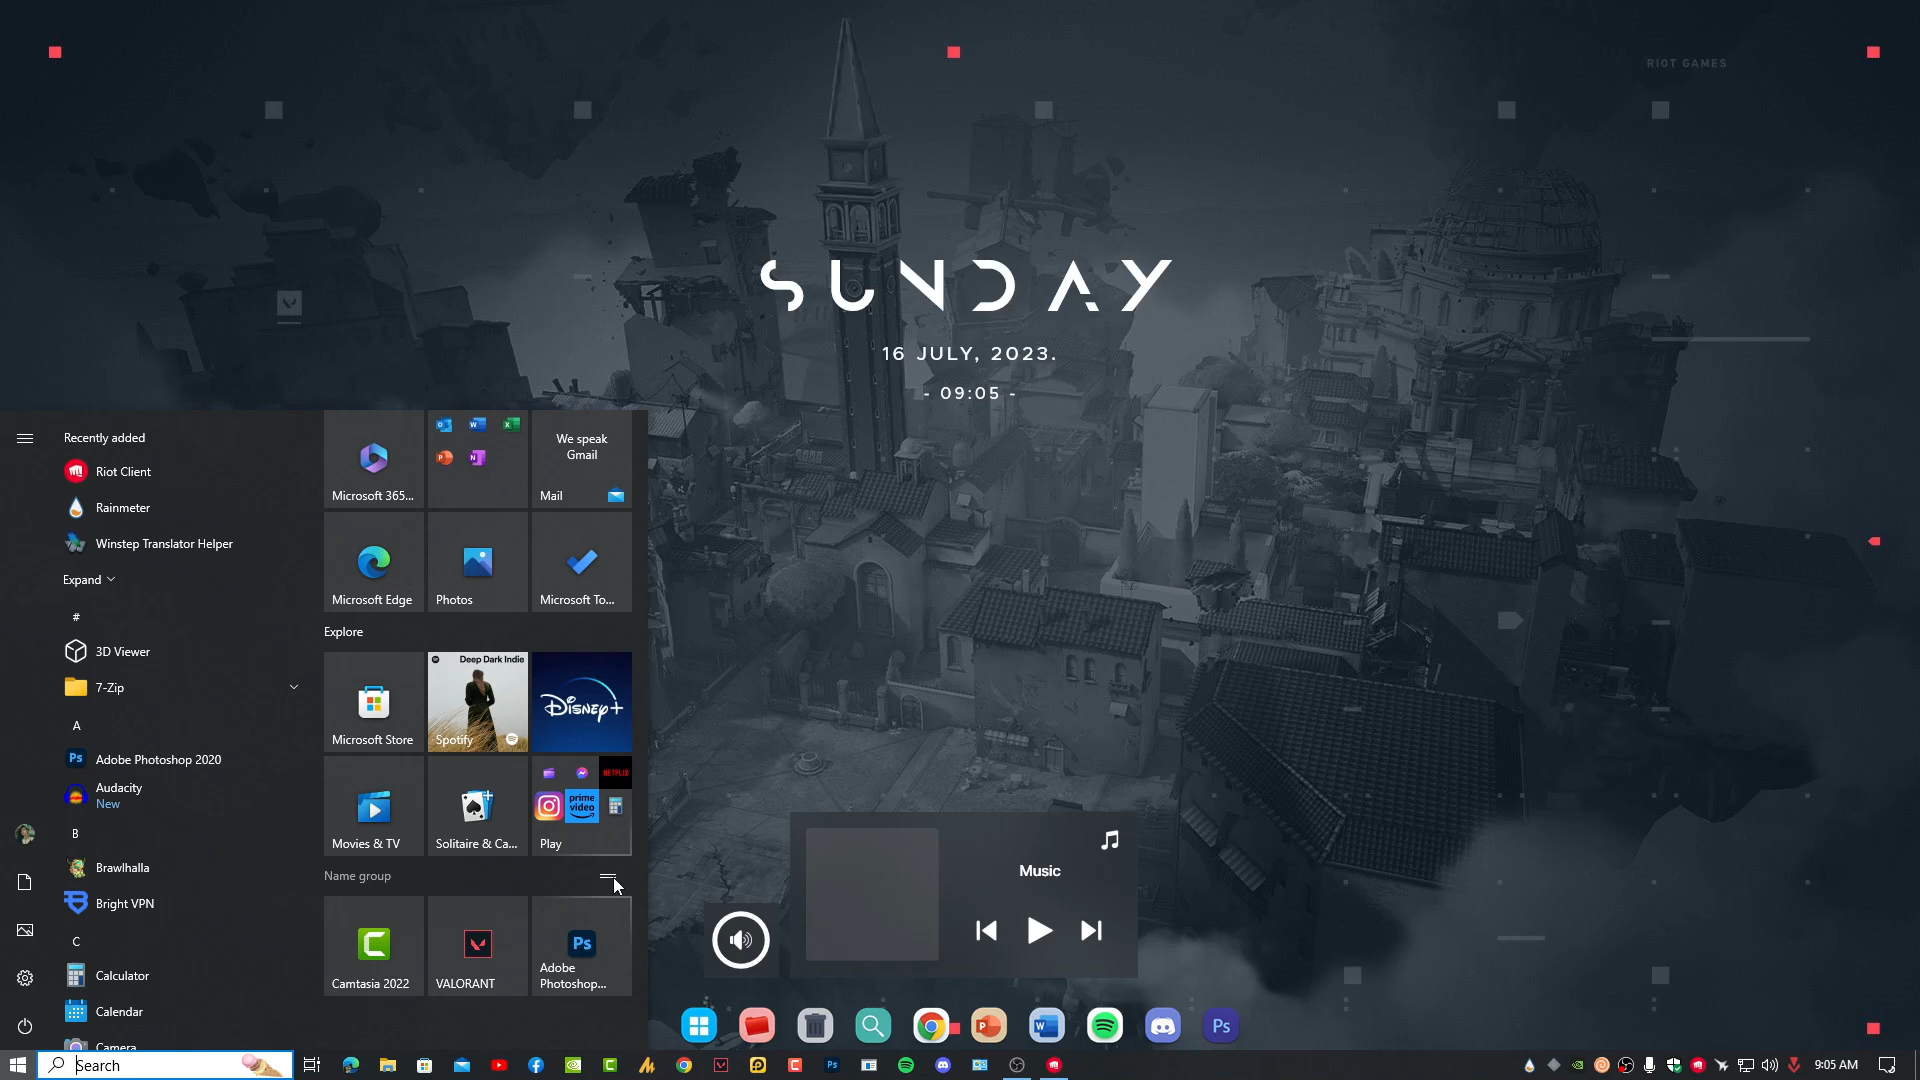 RIOT GAMES
SUNDAY
16 JULY, 2023.
- 09:05 -
Recently added
Riot Client
Rainmeter
Winstep Translator Helper
Expand
#
3D Viewer
7-Zip
A
Adobe Photoshop 2020
Audacity
New
B
Brawlhalla
Bright VPN
C
Calculator
Calendar
Camera
Microsoft 365...
We speak
Gmail
Mail
Microsoft Edge
Photos
Microsoft To...
Explore
Microsoft Store
Deep Dark Indie
Spotify
Disney+
Movies & TV
Solitaire & Ca...
NETFLIX
prime
video
Play
Name group
Camtasia 2022
VALORANT
Ps
Adobe
Photoshop...
Music
Ps
Search
9:05 AM